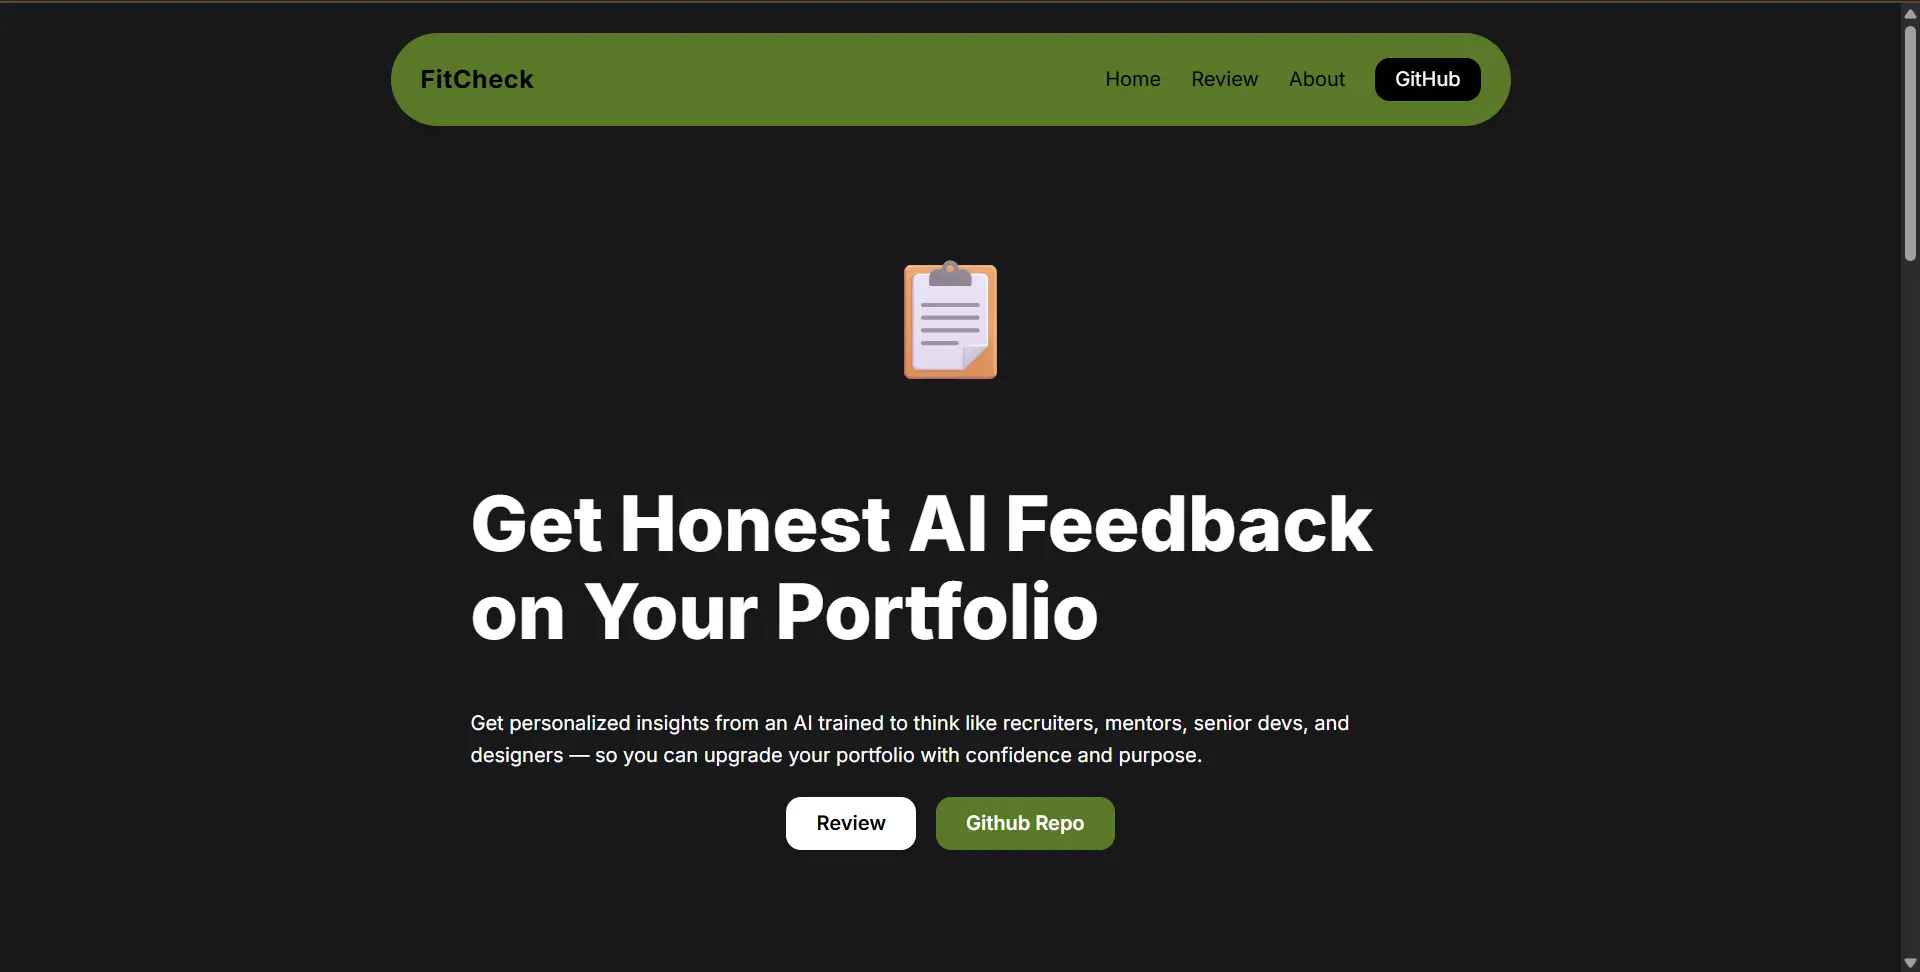 FitCheck
Home
Review
About
GitHub
Get Honest AI Feedback
on Your Portfolio
Get personalized insights from an AI trained to think like recruiters, mentors, senior devs, and
designers — so you can upgrade your portfolio with confidence and purpose.
Review
Github Repo